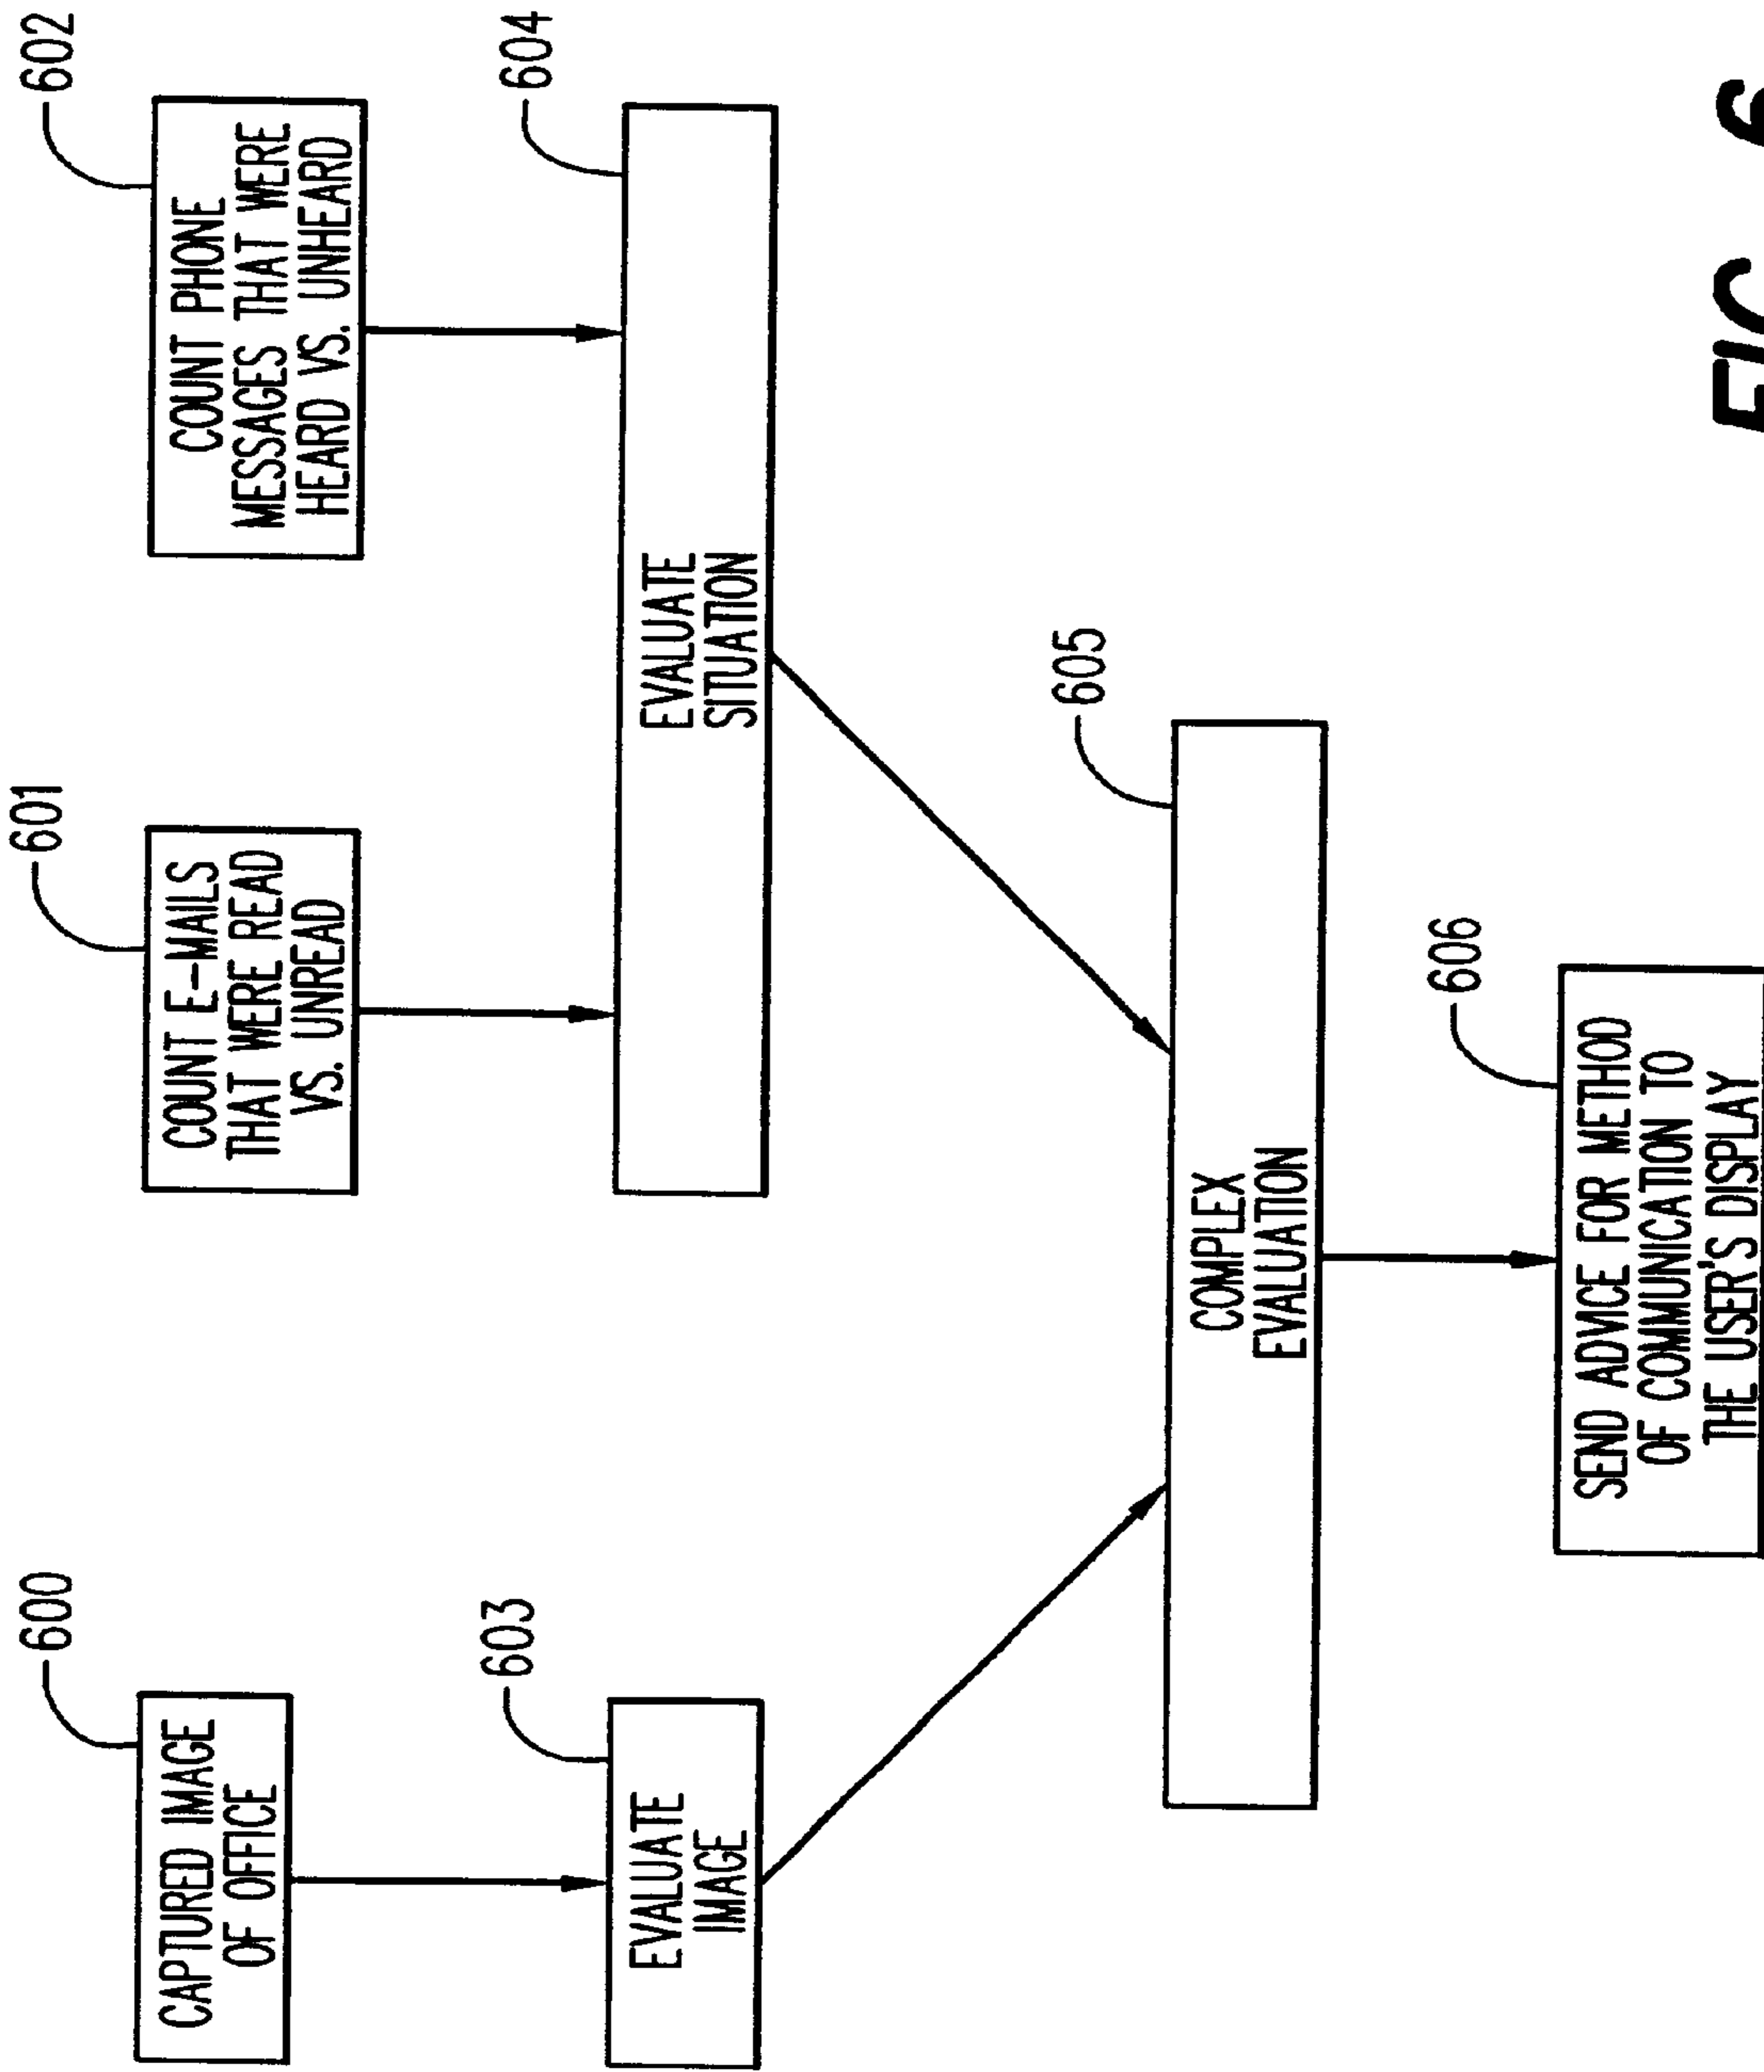 600
CAPTURED IMAGE
OF OFFICE
601
COUNT E-MAILS
THAT WERE READ
VS. UNREAD
602
COUNT PHONE
MESSAGES THAT WERE
HEARD VS. UNHEARD
603
EVALUATE
IMAGE
604
EVALUATE
SITUATION
605
COMPLEX
EVALUATION
606
SEND ADVICE FOR METHOD
OF COMMUNICATION TO
THE USER'S DISPLAY
FIG. 6